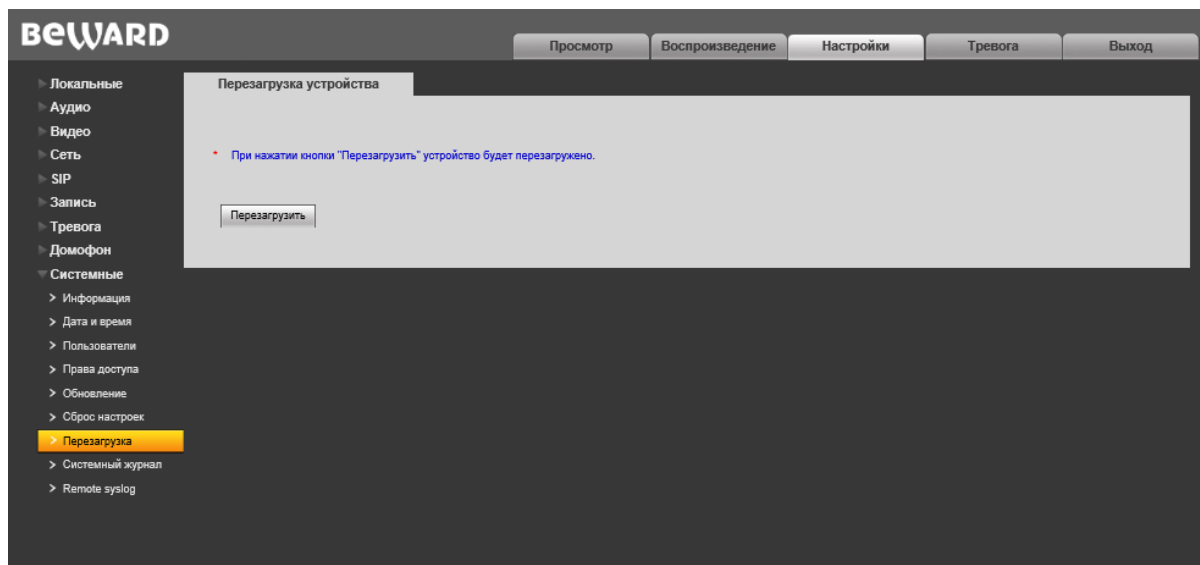 BEWARD
Просмотр
Воспроизведение
Настройки
Тревога
Выход
Локальные
Аудио
Видео
Сеть
SIP
Запись
Тревога
Домофон
Системные
Информация
Дата и время
Пользователи
Права доступа
Обновление
Сброс настроек
Перезагрузка
Системный журнал
Remote syslog
Перезагрузка устройства
* При нажатии кнопки "Перезагрузить" устройство будет перезагружено.
Перезагрузить